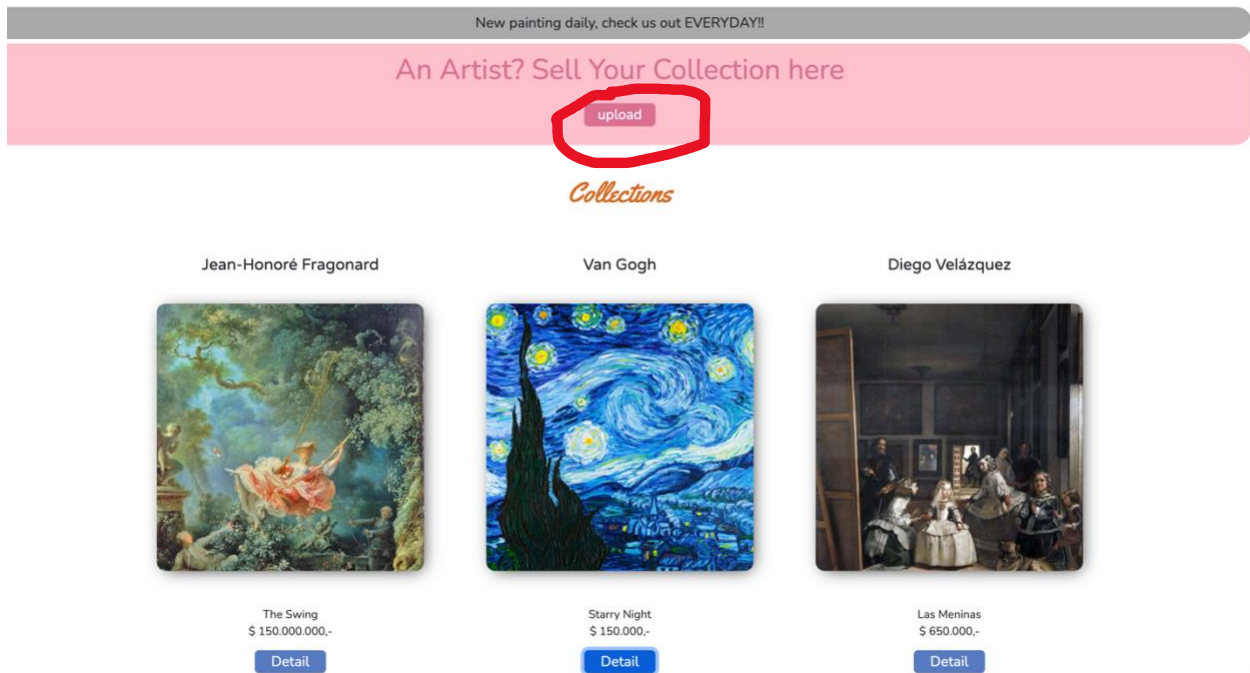 New painting daily, check us out EVERYDAY!!
An Artist? Sell Your Collection here
upload
Collections
Jean-Honoré Fragonard
Van Gogh
Diego Velázquez
The Swing
$ 150.000.000,-
Detail
Starry Night
$ 150.000,-
Detail
Las Meninas
$ 650.000,-
Detail